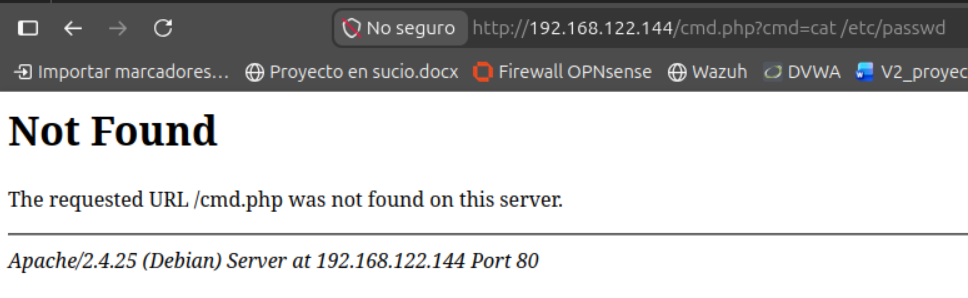 No seguro http://192.168.122.144/cmd.php?cmd=cat /etc/passwd
Importar marcadores... Proyecto en sucio.docx Firewall OPNsense Wazuh DVWA V2_proyec
Not Found
The requested URL /cmd.php was not found on this server.
Apache/2.4.25 (Debian) Server at 192.168.122.144 Port 80